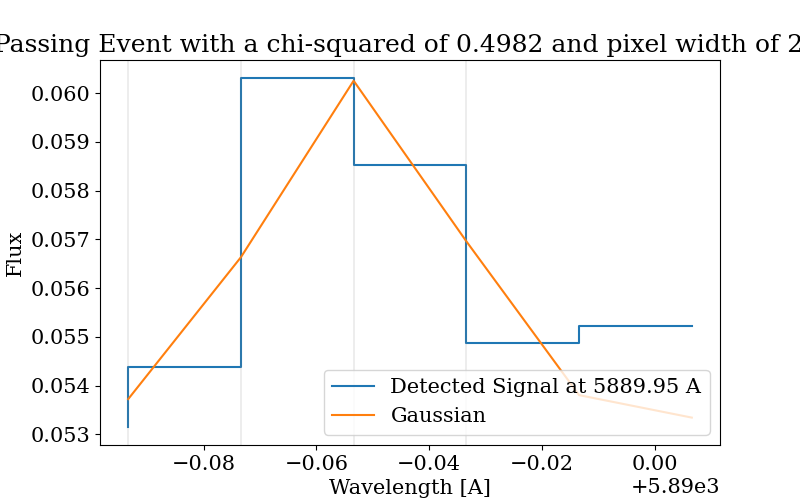 Passing Event with a chi-squared of 0.4982 and pixel width of 2
0.060
0.059
0.058
0.057
0.056
0.055
0.054
0.053
Flux
Detected Signal at 5889.95 A
Gaussian
−0.08
−0.06
−0.04
−0.02
0.00
+5.89e3
Wavelength [A]